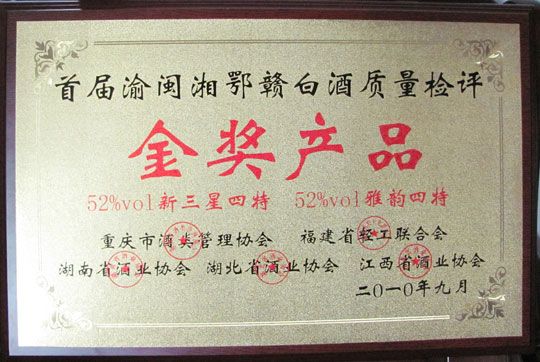 首届渝闽湘鄂赣白酒质量检评
金奖产品
52%vol新三星四特 52%vol雅韵四特
重庆市酒类管理协会 福建省轻工联合会
湖南省酒业协会 湖北省酒业协会 江西省酒业协会
二〇一〇年九月